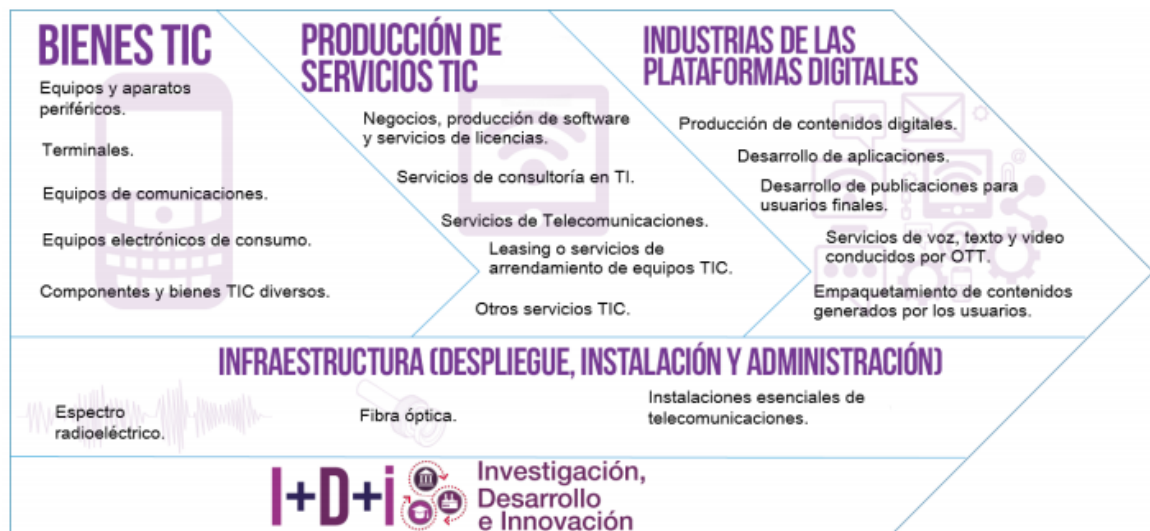 BIENES TIC
Equipos y aparatos
periféricos.
Terminales.
Equipos de comunicaciones.
Equipos electrónicos de consumo.
Componentes y bienes TIC diversos.
PRODUCCIÓN DE
SERVICIOS TIC
Negocios, producción de software
y servicios de licencias.
Servicios de consultoría en TI.
Servicios de Telecomunicaciones.
Leasing o servicios de
arrendamiento de equipos TIC.
Otros servicios TIC.
INDUSTRIAS DE LAS
PLATAFORMAS DIGITALES
Producción de contenidos digitales.
Desarrollo de aplicaciones.
Desarrollo de publicaciones para
usuarios finales.
Servicios de voz, texto y video
conducidos por OTT.
Empaquetamiento de contenidos
generados por los usuarios.
INFRAESTRUCTURA (DESPLIEGUE, INSTALACIÓN Y ADMINISTRACIÓN)
Espectro
radioeléctrico.
Fibra óptica.
Instalaciones esenciales de
telecomunicaciones.
I+D+i
Investigación,
Desarrollo
e Innovación